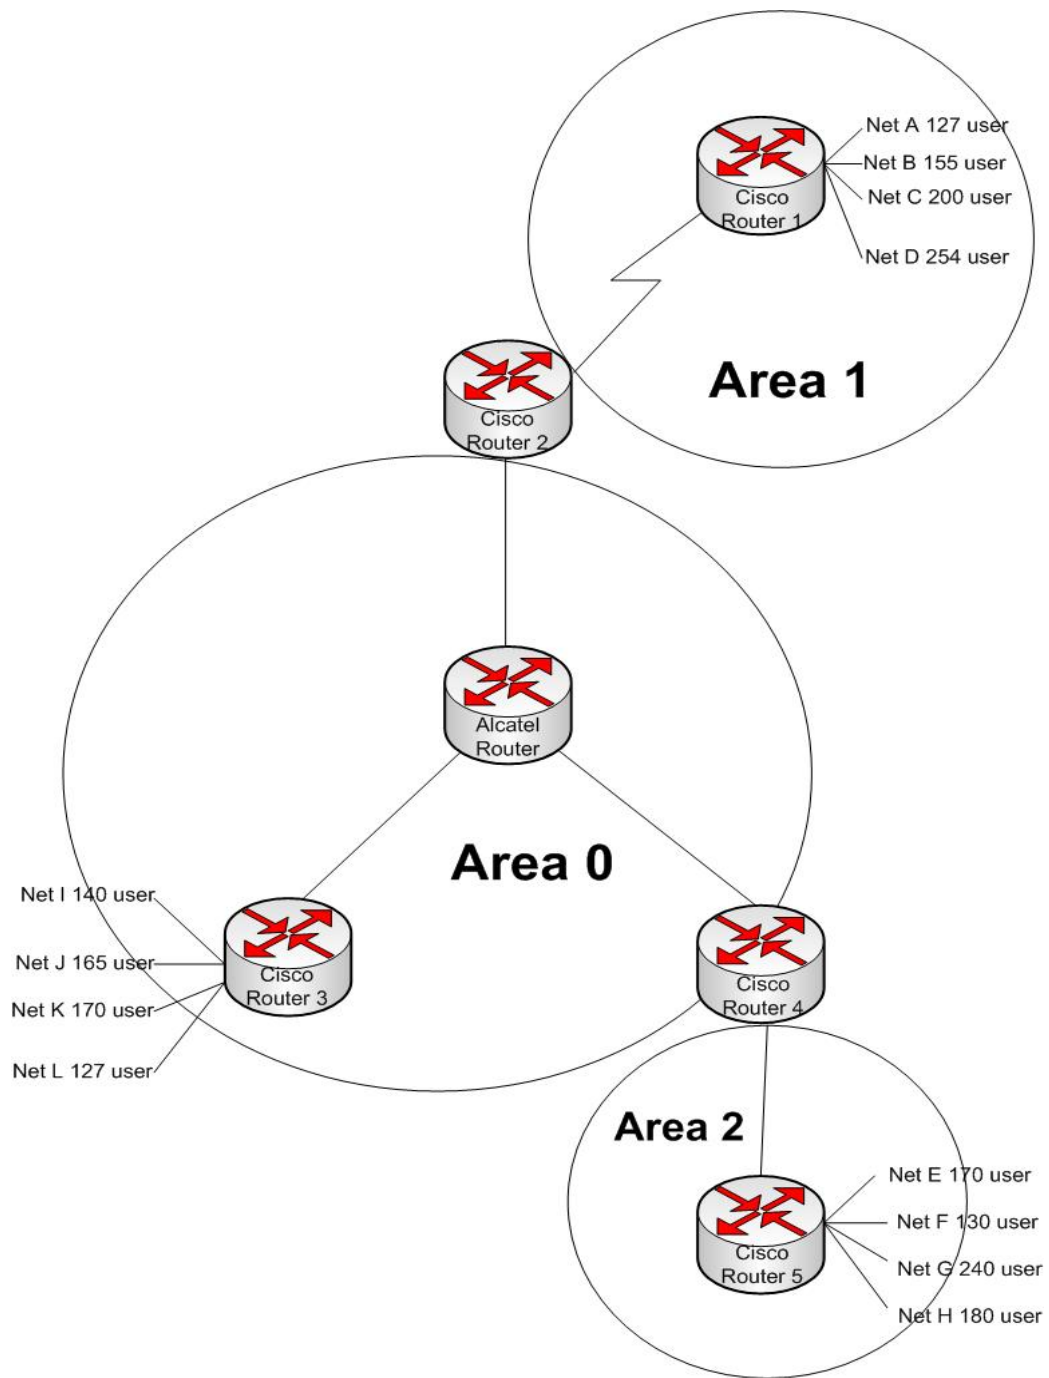 Net A 127 user
Net B 155 user
Net C 200 user
Net D 254 user
Cisco
Router 1
Area 1
Cisco
Router 2
Alcatel
Router
Area 0
Net I 140 user
Net J 165 user
Net K 170 user
Net L 127 user
Cisco
Router 3
Cisco
Router 4
Area 2
Net E 170 user
Net F 130 user
Net G 240 user
Net H 180 user
Cisco
Router 5